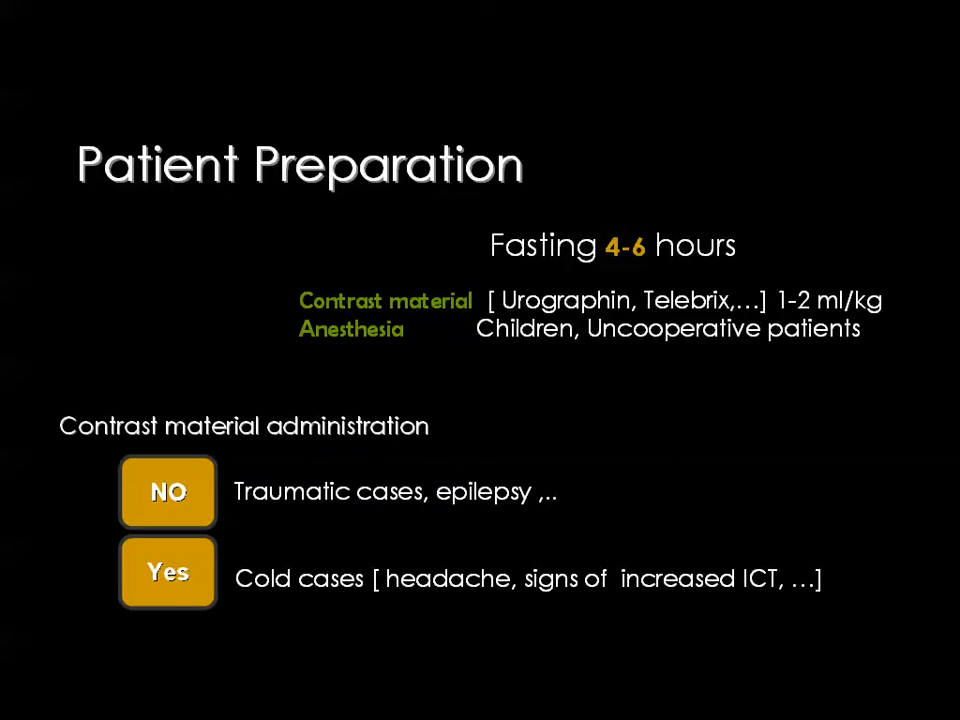 Patient Preparation
Fasting 4-6 hours
Contrast material [ Urographin, Telebrix,...] 1-2 ml/kg
Anesthesia Children, Uncooperative patients
Contrast material administration
NO Traumatic cases, epilepsy ,..
Yes Cold cases [ headache, signs of increased ICT, ...]